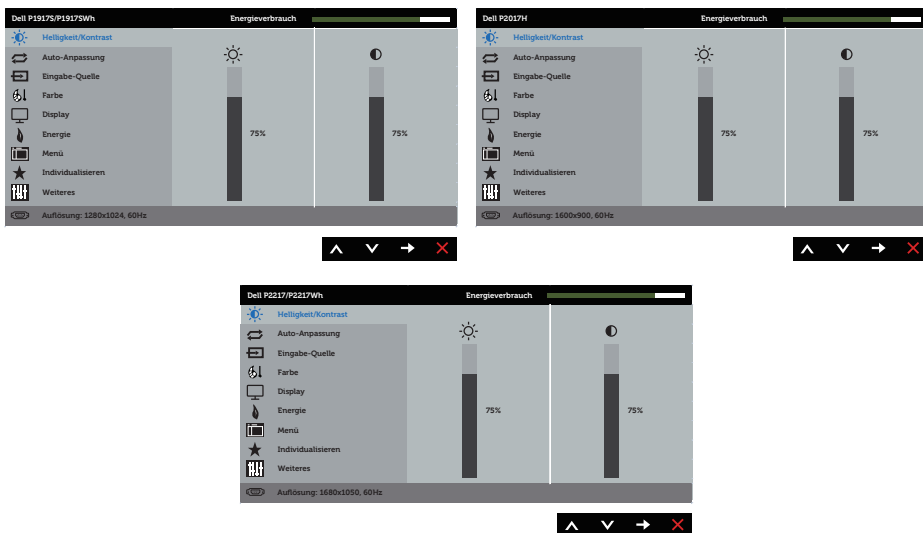 Dell P1917S/P1917SWh Energieverbrauch
Helligkeit/Kontrast
Auto-Anpassung
Eingabe-Quelle
Farbe
Display
Energie
75% 75%
Menü
Individualisieren
Weiteres
Auflösung: 1280x1024, 60Hz
Dell P2017H Energieverbrauch
Helligkeit/Kontrast
Auto-Anpassung
Eingabe-Quelle
Farbe
Display
Energie
75% 75%
Menü
Individualisieren
Weiteres
Auflösung: 1600x900, 60Hz
Dell P2217/P2217Wh Energieverbrauch
Helligkeit/Kontrast
Auto-Anpassung
Eingabe-Quelle
Farbe
Display
Energie
75% 75%
Menü
Individualisieren
Weiteres
Auflösung: 1680x1050, 60Hz